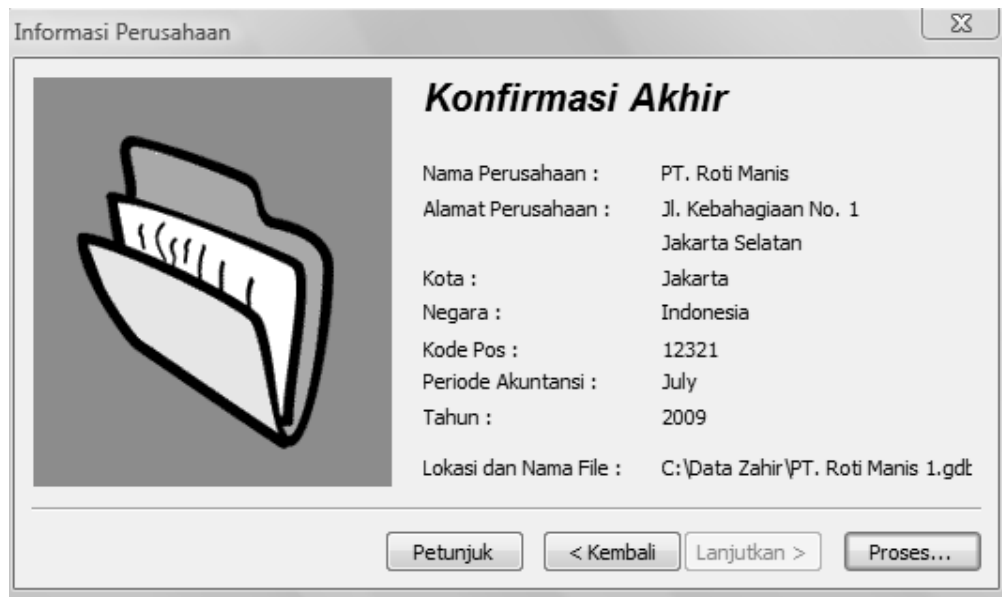 Informasi Perusahaan
Konfirmasi Akhir
Nama Perusahaan : PT. Roti Manis
Alamat Perusahaan : Jl. Kebahagiaan No. 1
Jakarta Selatan
Kota : Jakarta
Negara : Indonesia
Kode Pos : 12321
Periode Akuntansi : July
Tahun : 2009
Lokasi dan Nama File : C:\Data Zahir\PT. Roti Manis 1.gdb
Petunjuk < Kembali Lanjutkan > Proses...